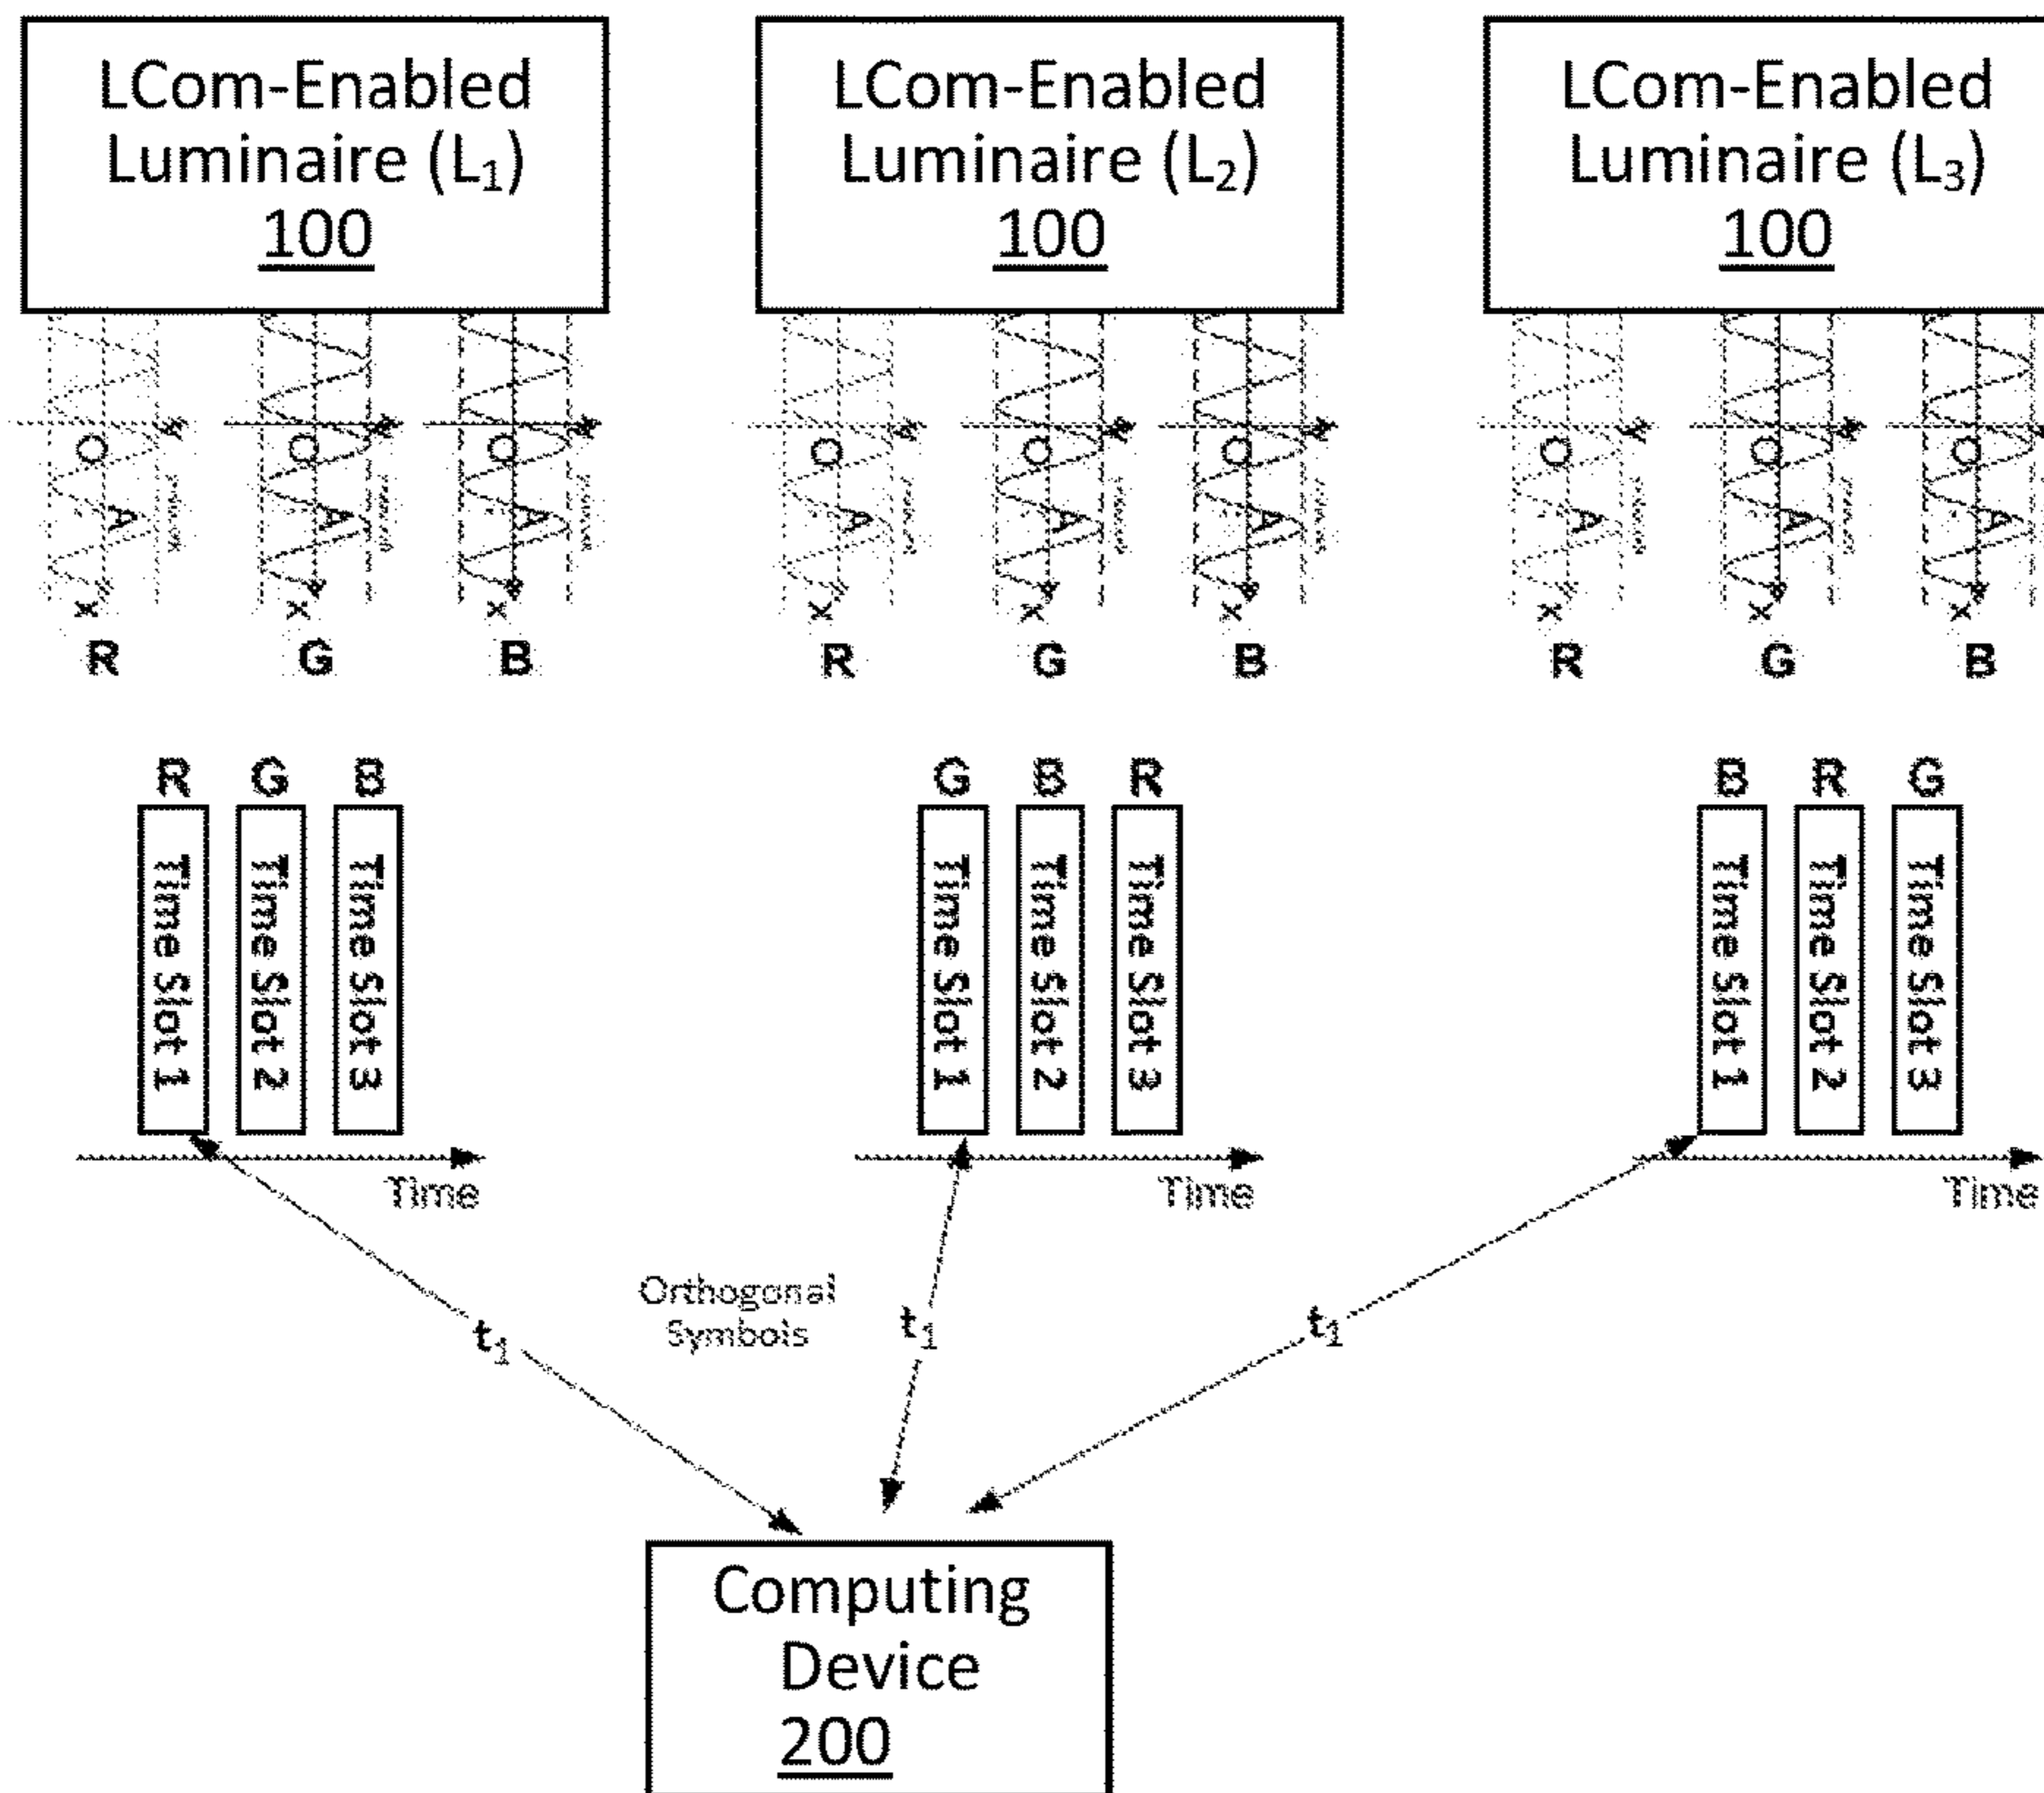 LCom-Enabled
Luminaire (L₁)
100
LCom-Enabled
Luminaire (L₂)
100
LCom-Enabled
Luminaire (L₃)
100
O
A
x
R
O
A
x
G
O
A
x
B
O
A
x
R
O
A
x
G
O
A
x
B
O
A
x
R
O
A
x
G
O
A
x
B
R G B
Time Slot 1
Time Slot 2
Time Slot 3
Time
G B R
Time Slot 1
Time Slot 2
Time Slot 3
Time
B R G
Time Slot 1
Time Slot 2
Time Slot 3
Time
Orthogonal
Symbols
t₁
t₁
t₁
Computing
Device
200